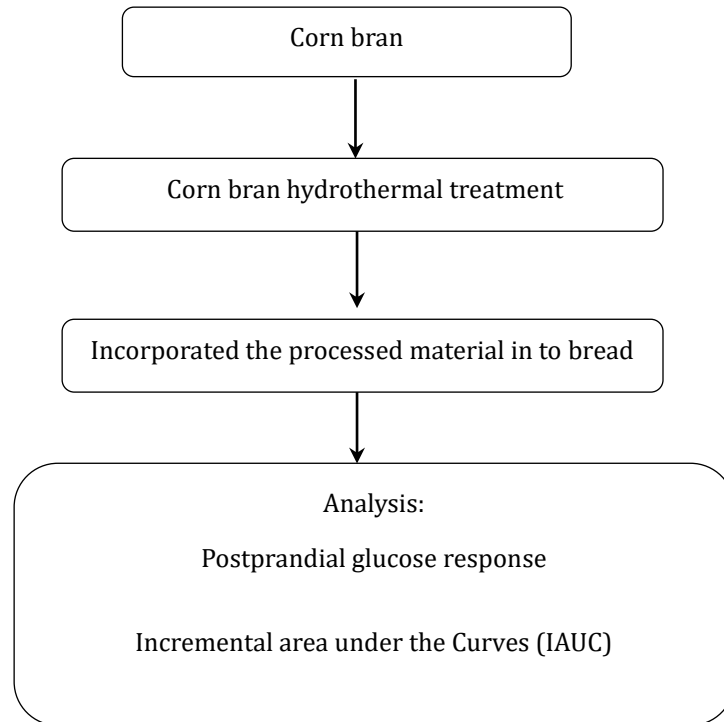 Corn bran
Corn bran hydrothermal treatment
Incorporated the processed material in to bread
Analysis:
Postprandial glucose response
Incremental area under the Curves (IAUC)